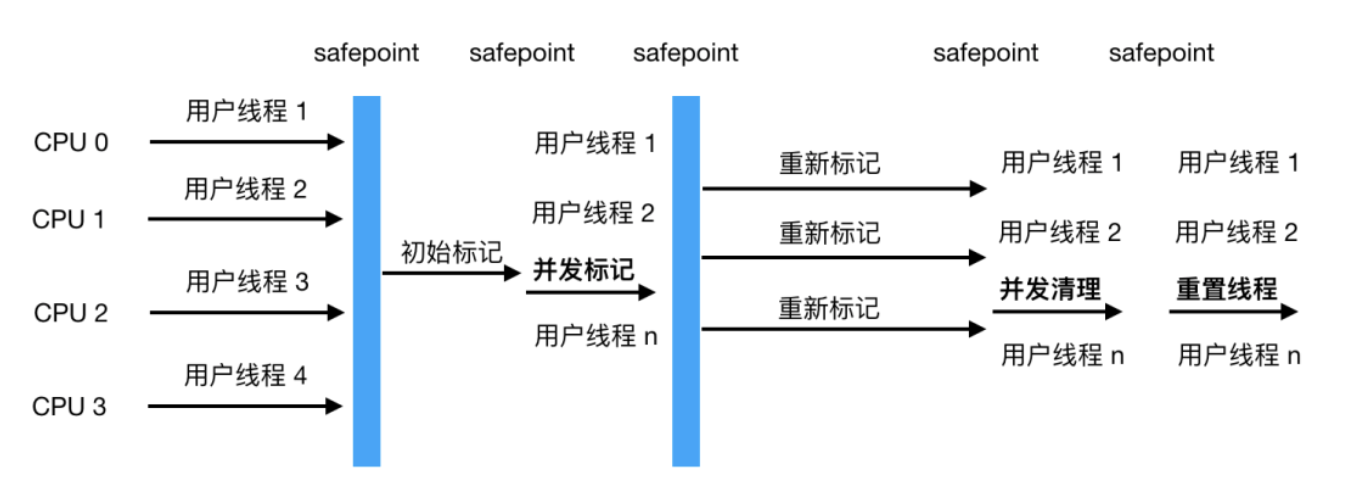 safepoint safepoint safepoint safepoint safepoint
CPU 0
用户线程 1
CPU 1
用户线程 2
CPU 2
用户线程 3
CPU 3
用户线程 4
初始标记
用户线程 1
用户线程 2
并发标记
用户线程 n
重新标记
重新标记
重新标记
用户线程 1
用户线程 2
并发清理
用户线程 n
用户线程 1
用户线程 2
重置线程
用户线程 n